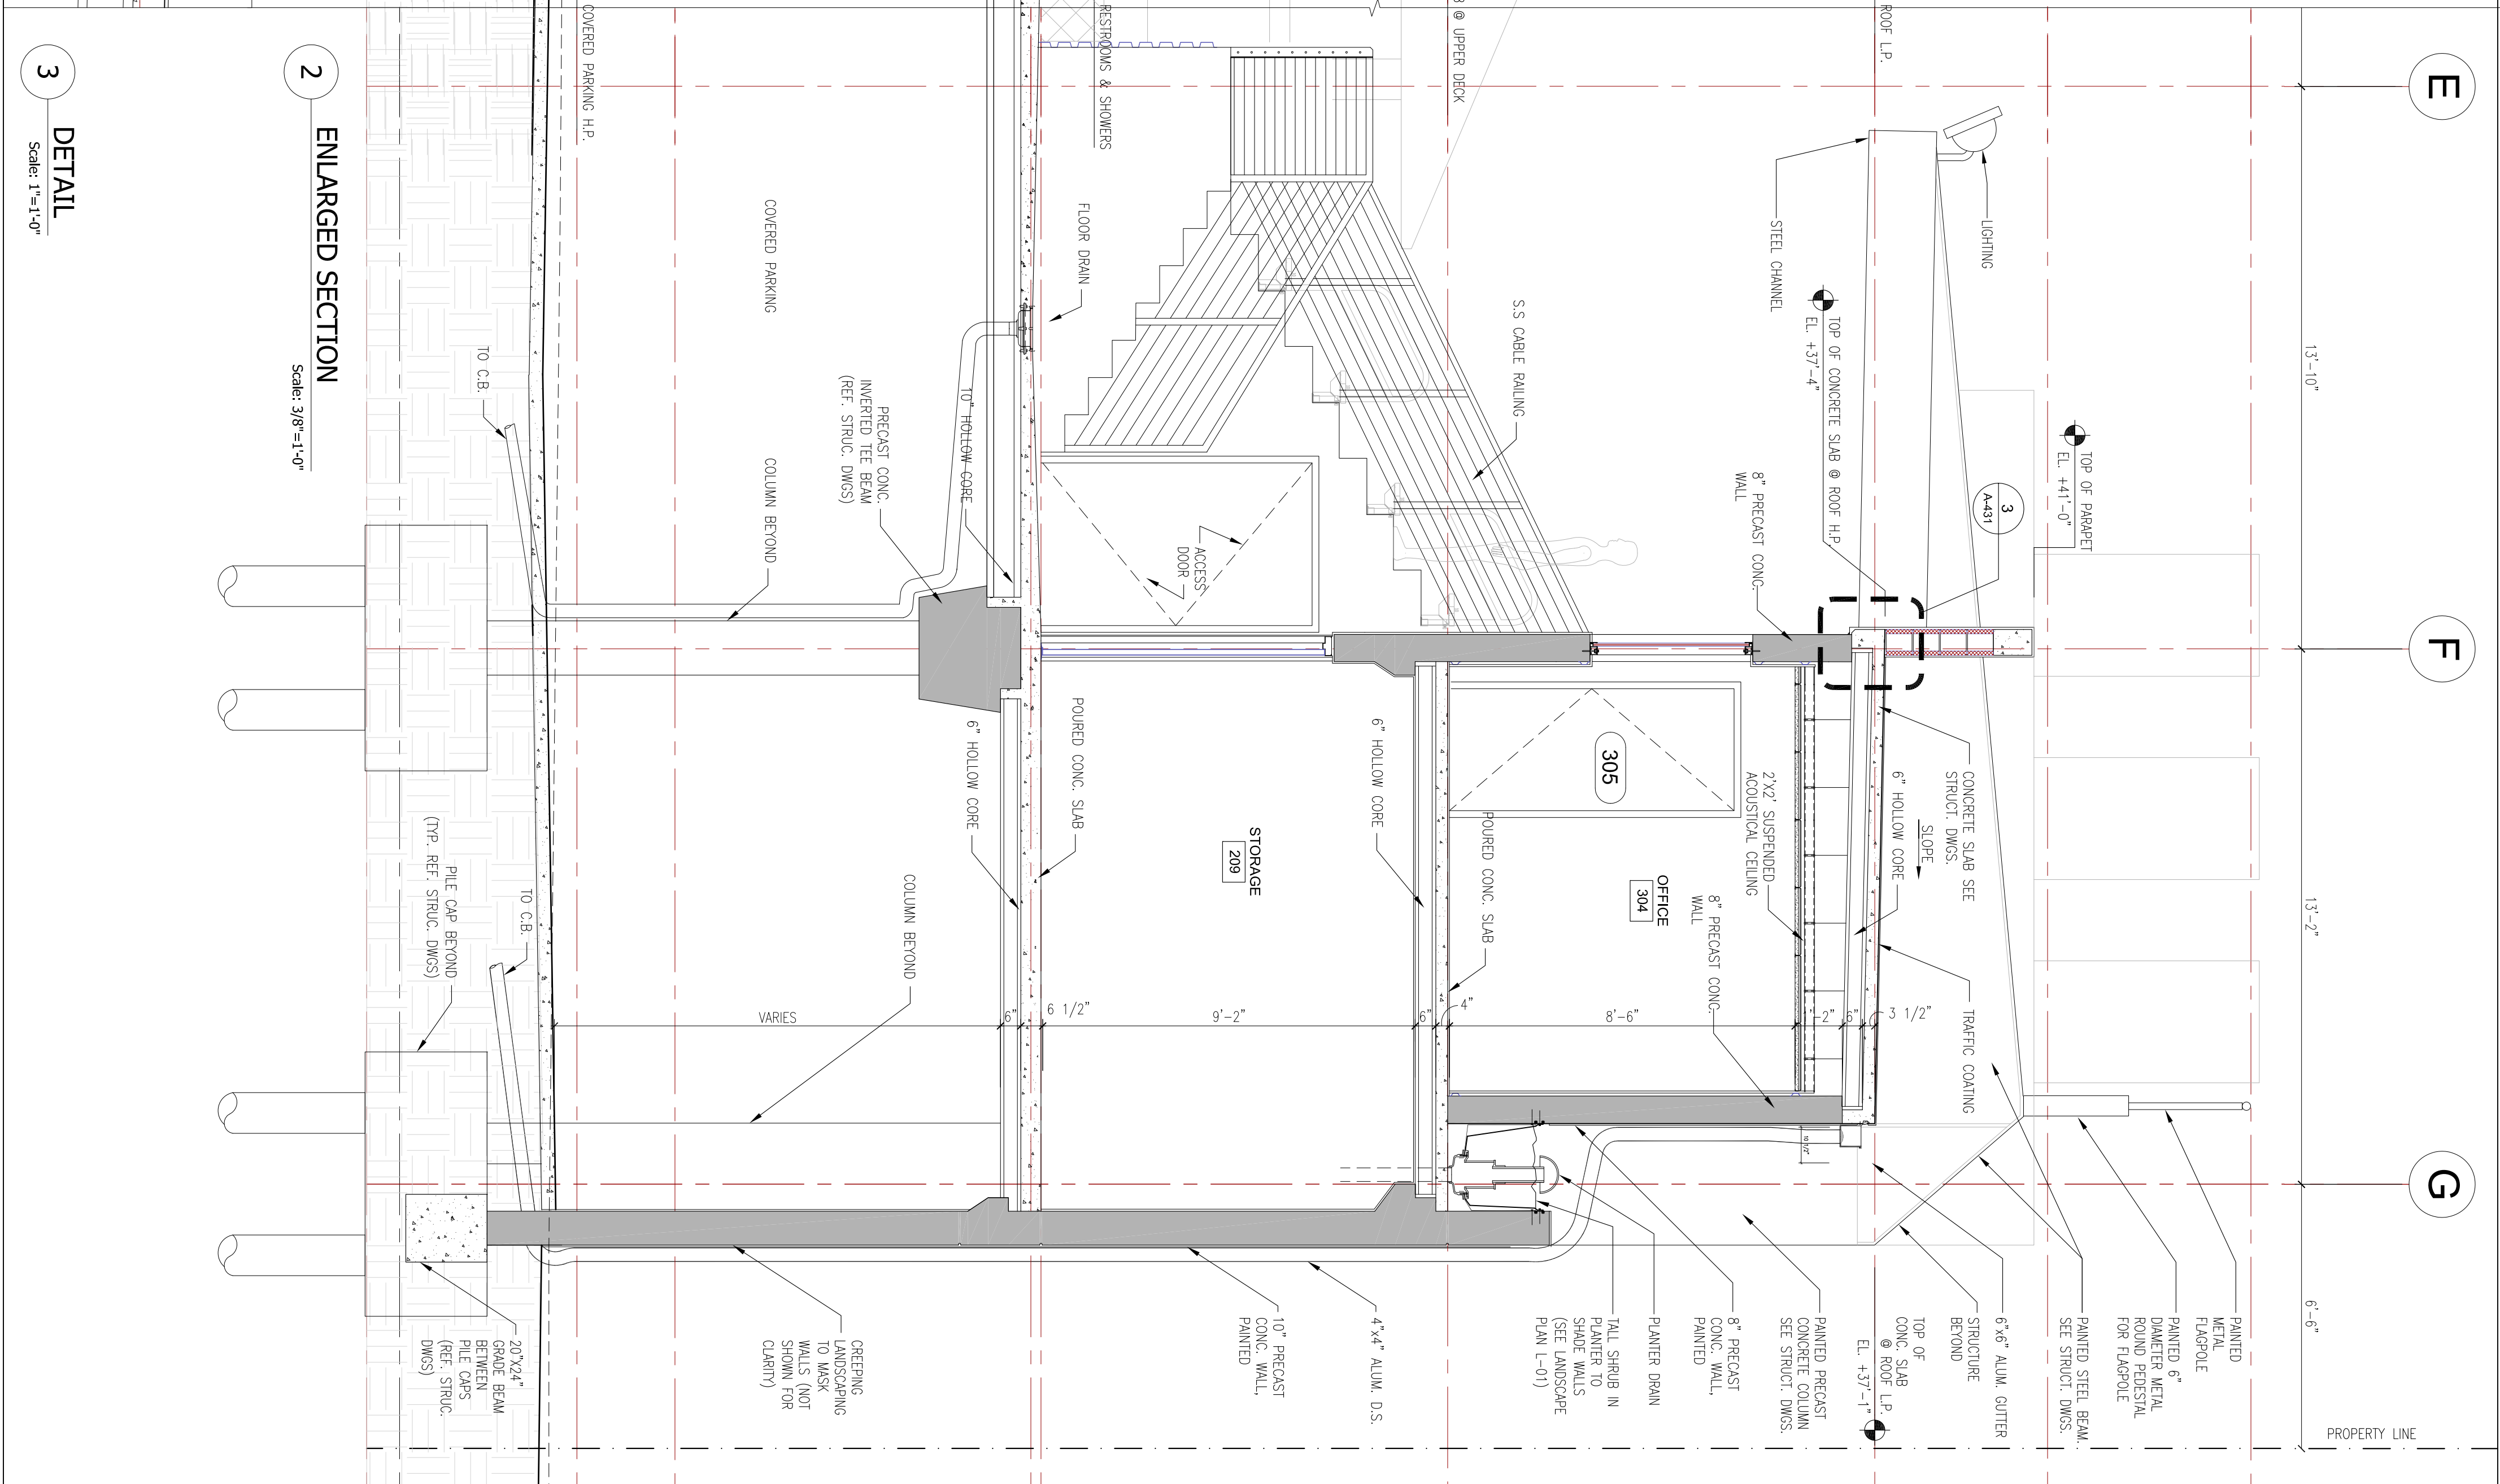 E
F
G
13'-10"
13'-2"
6'-6"
PROPERTY LINE
ROOF L.P.
LIGHTING
STEEL CHANNEL
TOP OF CONCRETE SLAB @ ROOF H.P.
EL. +37'-4"
TOP OF PARAPET
EL. +41'-0"
3
A-431
8" PRECAST CONC.
WALL
CONCRETE SLAB SEE
STRUCT. DWGS.
SLOPE
6" HOLLOW CORE
TRAFFIC COATING
2'X2' SUSPENDED
ACOUSTICAL CEILING
8" PRECAST CONC.
WALL
OFFICE
304
305
POURED CONC. SLAB
3 1/2"
6"
2"
8'-6"
4"
6"
9'-2"
6 1/2"
6"
VARIES
10 1/2"
@ UPPER DECK
S.S CABLE RAILING
RESTROOMS & SHOWERS
FLOOR DRAIN
ACCESS
DOOR
6" HOLLOW CORE
STORAGE
209
POURED CONC. SLAB
6" HOLLOW CORE
10" HOLLOW CORE
PRECAST CONC.
INVERTED TEE BEAM
(REF. STRUC. DWGS)
COVERED PARKING
COLUMN BEYOND
COLUMN BEYOND
COVERED PARKING H.P.
TO C.B.
TO C.B.
PILE CAP BEYOND
(TYP. REF. STRUC. DWGS)
PAINTED
METAL
FLAGPOLE
PAINTED 6"
DIAMETER METAL
ROUND PEDESTAL
FOR FLAGPOLE
PAINTED STEEL BEAM.
SEE STRUCT. DWGS.
6"x6" ALUM. GUTTER
STRUCTURE
BEYOND
TOP OF
CONC. SLAB
@ ROOF L.P.
EL. +37'-1"
PAINTED PRECAST
CONCRETE COLUMN
SEE STRUCT. DWGS.
8" PRECAST
CONC. WALL,
PAINTED
PLANTER DRAIN
TALL SHRUB IN
PLANTER TO
SHADE WALLS
(SEE LANDSCAPE
PLAN L-01)
4"x4" ALUM. D.S.
10" PRECAST
CONC. WALL,
PAINTED
CREEPING
LANDSCAPING
TO MASK
WALLS (NOT
SHOWN FOR
CLARITY)
20"X24"
GRADE BEAM
BETWEEN
PILE CAPS
(REF. STRUC.
DWGS)
2
ENLARGED SECTION
Scale: 3/8"=1'-0"
3
DETAIL
Scale: 1"=1'-0"